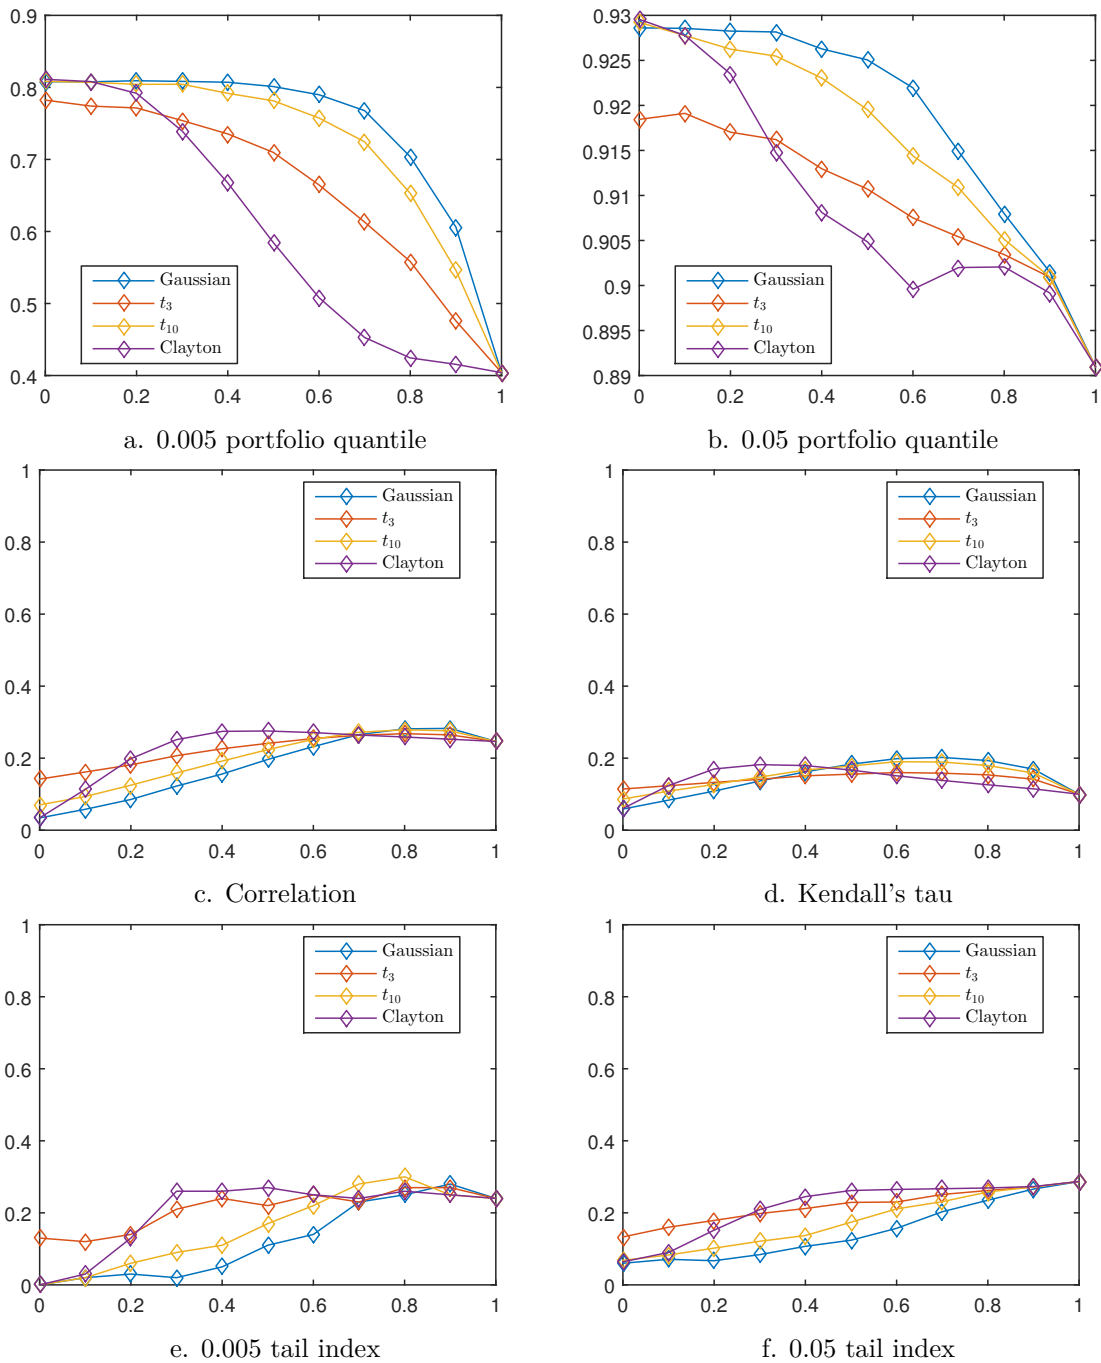 0.9
0.8
0.7
0.6
0.5
0.4
0 0.2 0.4 0.6 0.8 1
Gaussian
t3
t10
Clayton
a. 0.005 portfolio quantile
0.93
0.925
0.92
0.915
0.91
0.905
0.9
0.895
0.89
0 0.2 0.4 0.6 0.8 1
Gaussian
t3
t10
Clayton
b. 0.05 portfolio quantile
1
0.8
0.6
0.4
0.2
0
0 0.2 0.4 0.6 0.8 1
Gaussian
t3
t10
Clayton
c. Correlation
1
0.8
0.6
0.4
0.2
0
0 0.2 0.4 0.6 0.8 1
Gaussian
t3
t10
Clayton
d. Kendall's tau
1
0.8
0.6
0.4
0.2
0
0 0.2 0.4 0.6 0.8 1
Gaussian
t3
t10
Clayton
e. 0.005 tail index
1
0.8
0.6
0.4
0.2
0
0 0.2 0.4 0.6 0.8 1
Gaussian
t3
t10
Clayton
f. 0.05 tail index